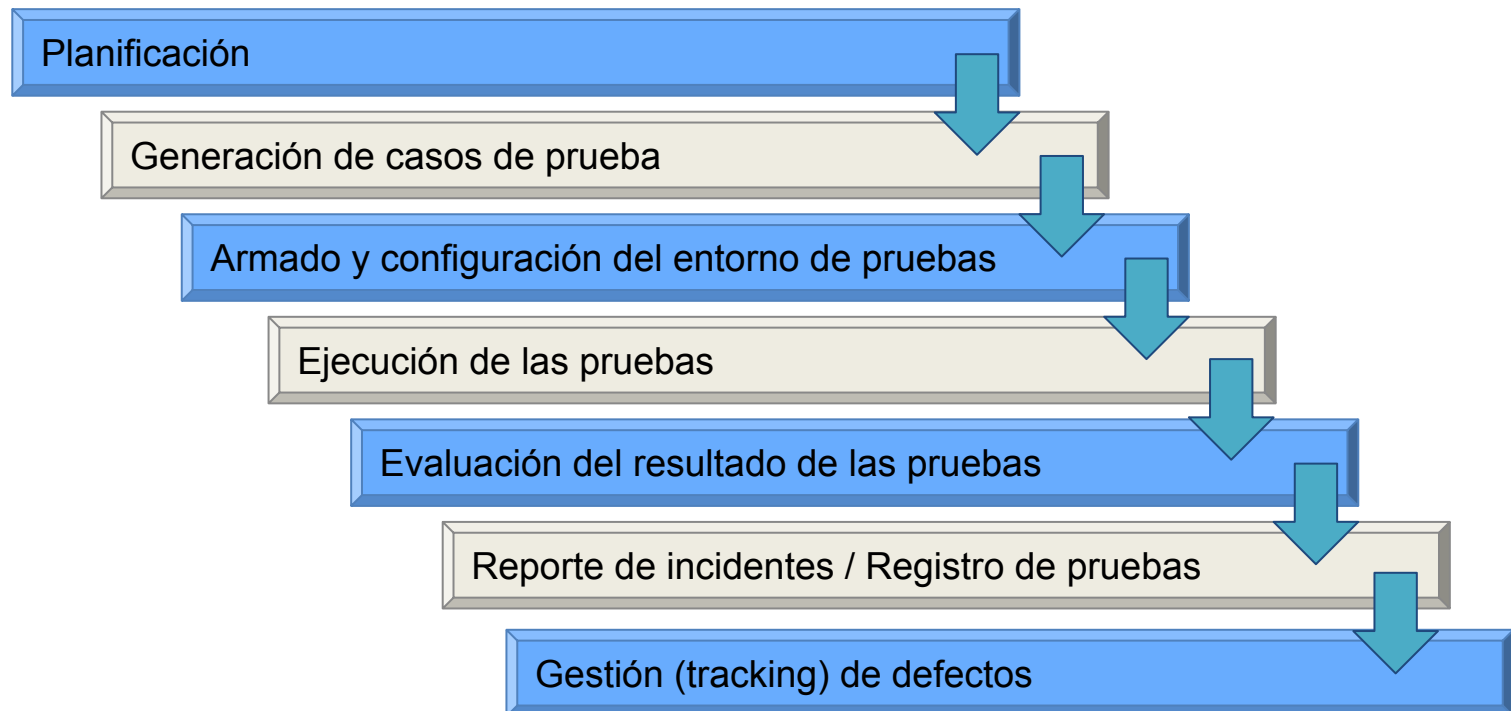 Planificación
Generación de casos de prueba
Armado y configuración del entorno de pruebas
Ejecución de las pruebas
Evaluación del resultado de las pruebas
Reporte de incidentes / Registro de pruebas
Gestión (tracking) de defectos